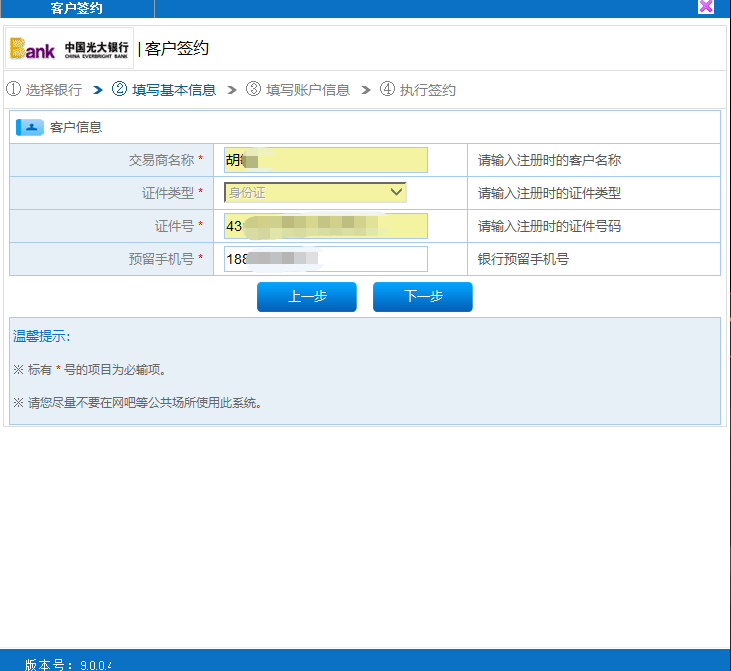 客户签约
Bank 中国光大银行 | 客户签约
CHINA EVERBRIGHT BANK
① 选择银行 > ② 填写基本信息 > ③ 填写账户信息 > ④ 执行签约
客户信息
交易商名称 * 胡 请输入注册时的客户名称
证件类型 * 身份证 请输入注册时的证件类型
证件号 * 43 请输入注册时的证件号码
预留手机号 * 188 银行预留手机号
上一步 下一步
温馨提示:
※ 标有 * 号的项目为必输项。
※ 请您尽量不要在网吧等公共场所使用此系统。
版本号: 9.0.0.4